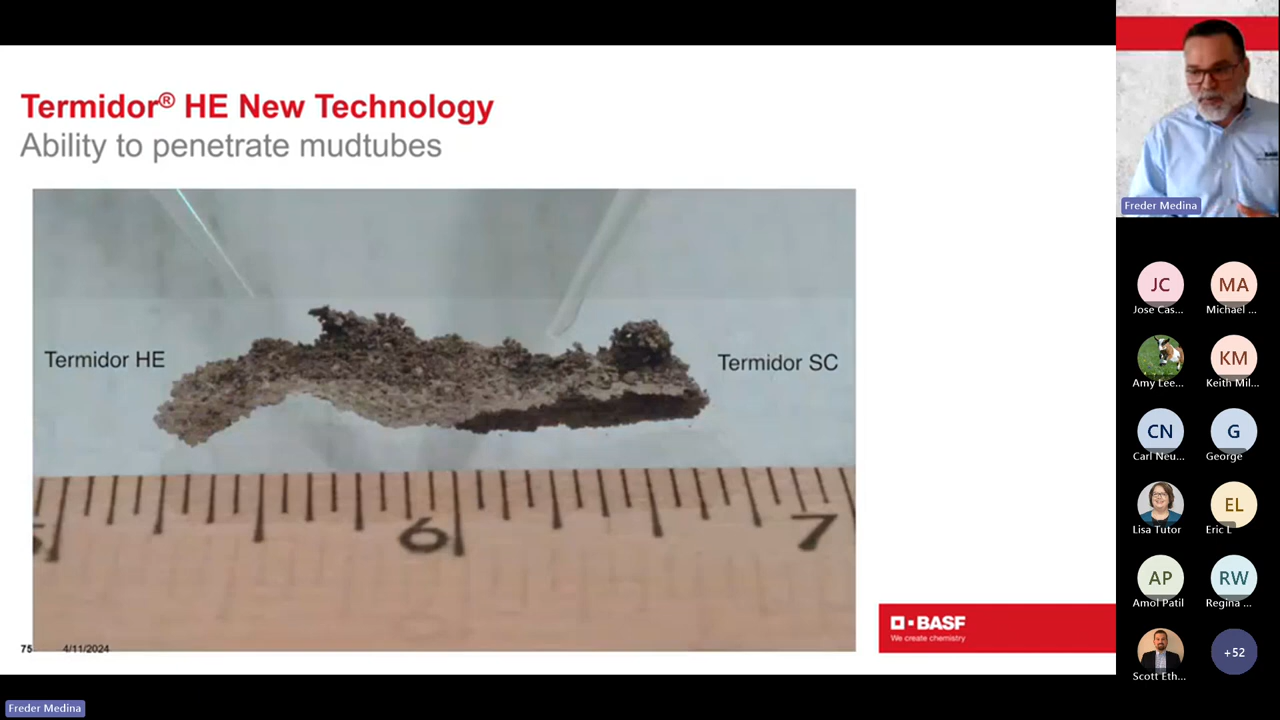 Termidor® HE New Technology
Ability to penetrate mudtubes
Termidor HE
Termidor SC
6
7
75 4/11/2024
BASF
We create chemistry
Freder Medina
JC
MA
Jose Cas...
Michael ...
KM
Amy Lee...
Keith Mil...
CN
G
Carl Neu...
George
EL
Lisa Tutor
Eric L
AP
RW
Amol Patil
Regina ...
+52
Scott Eth...
Freder Medina